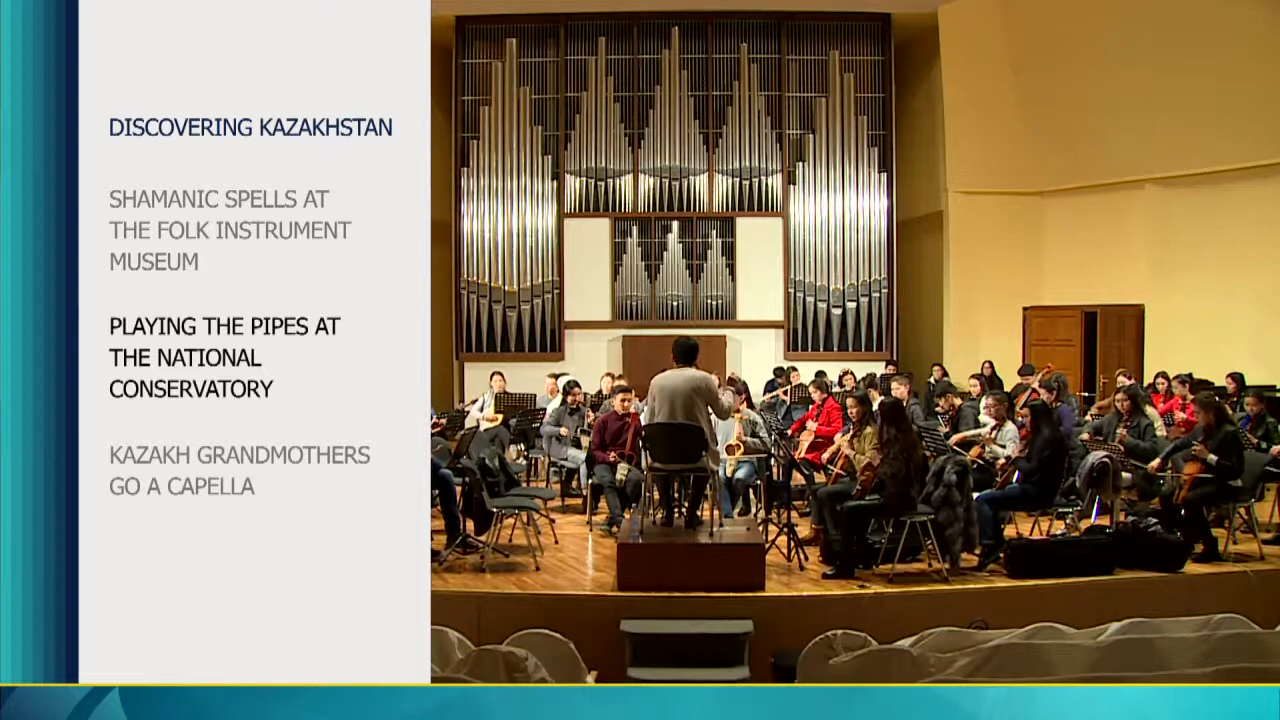 DISCOVERING KAZAKHSTAN
SHAMANIC SPELLS AT
THE FOLK INSTRUMENT
MUSEUM
PLAYING THE PIPES AT
THE NATIONAL
CONSERVATORY
KAZAKH GRANDMOTHERS
GO A CAPELLA